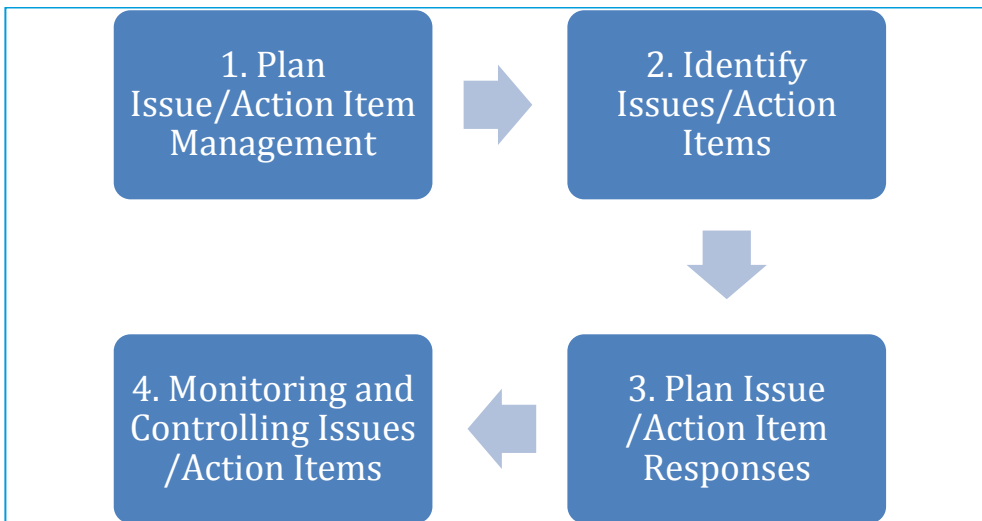 1. Plan
Issue/Action Item
Management
2. Identify
Issues/Action
Items
3. Plan Issue
/Action Item
Responses
4. Monitoring and
Controlling Issues
/Action Items